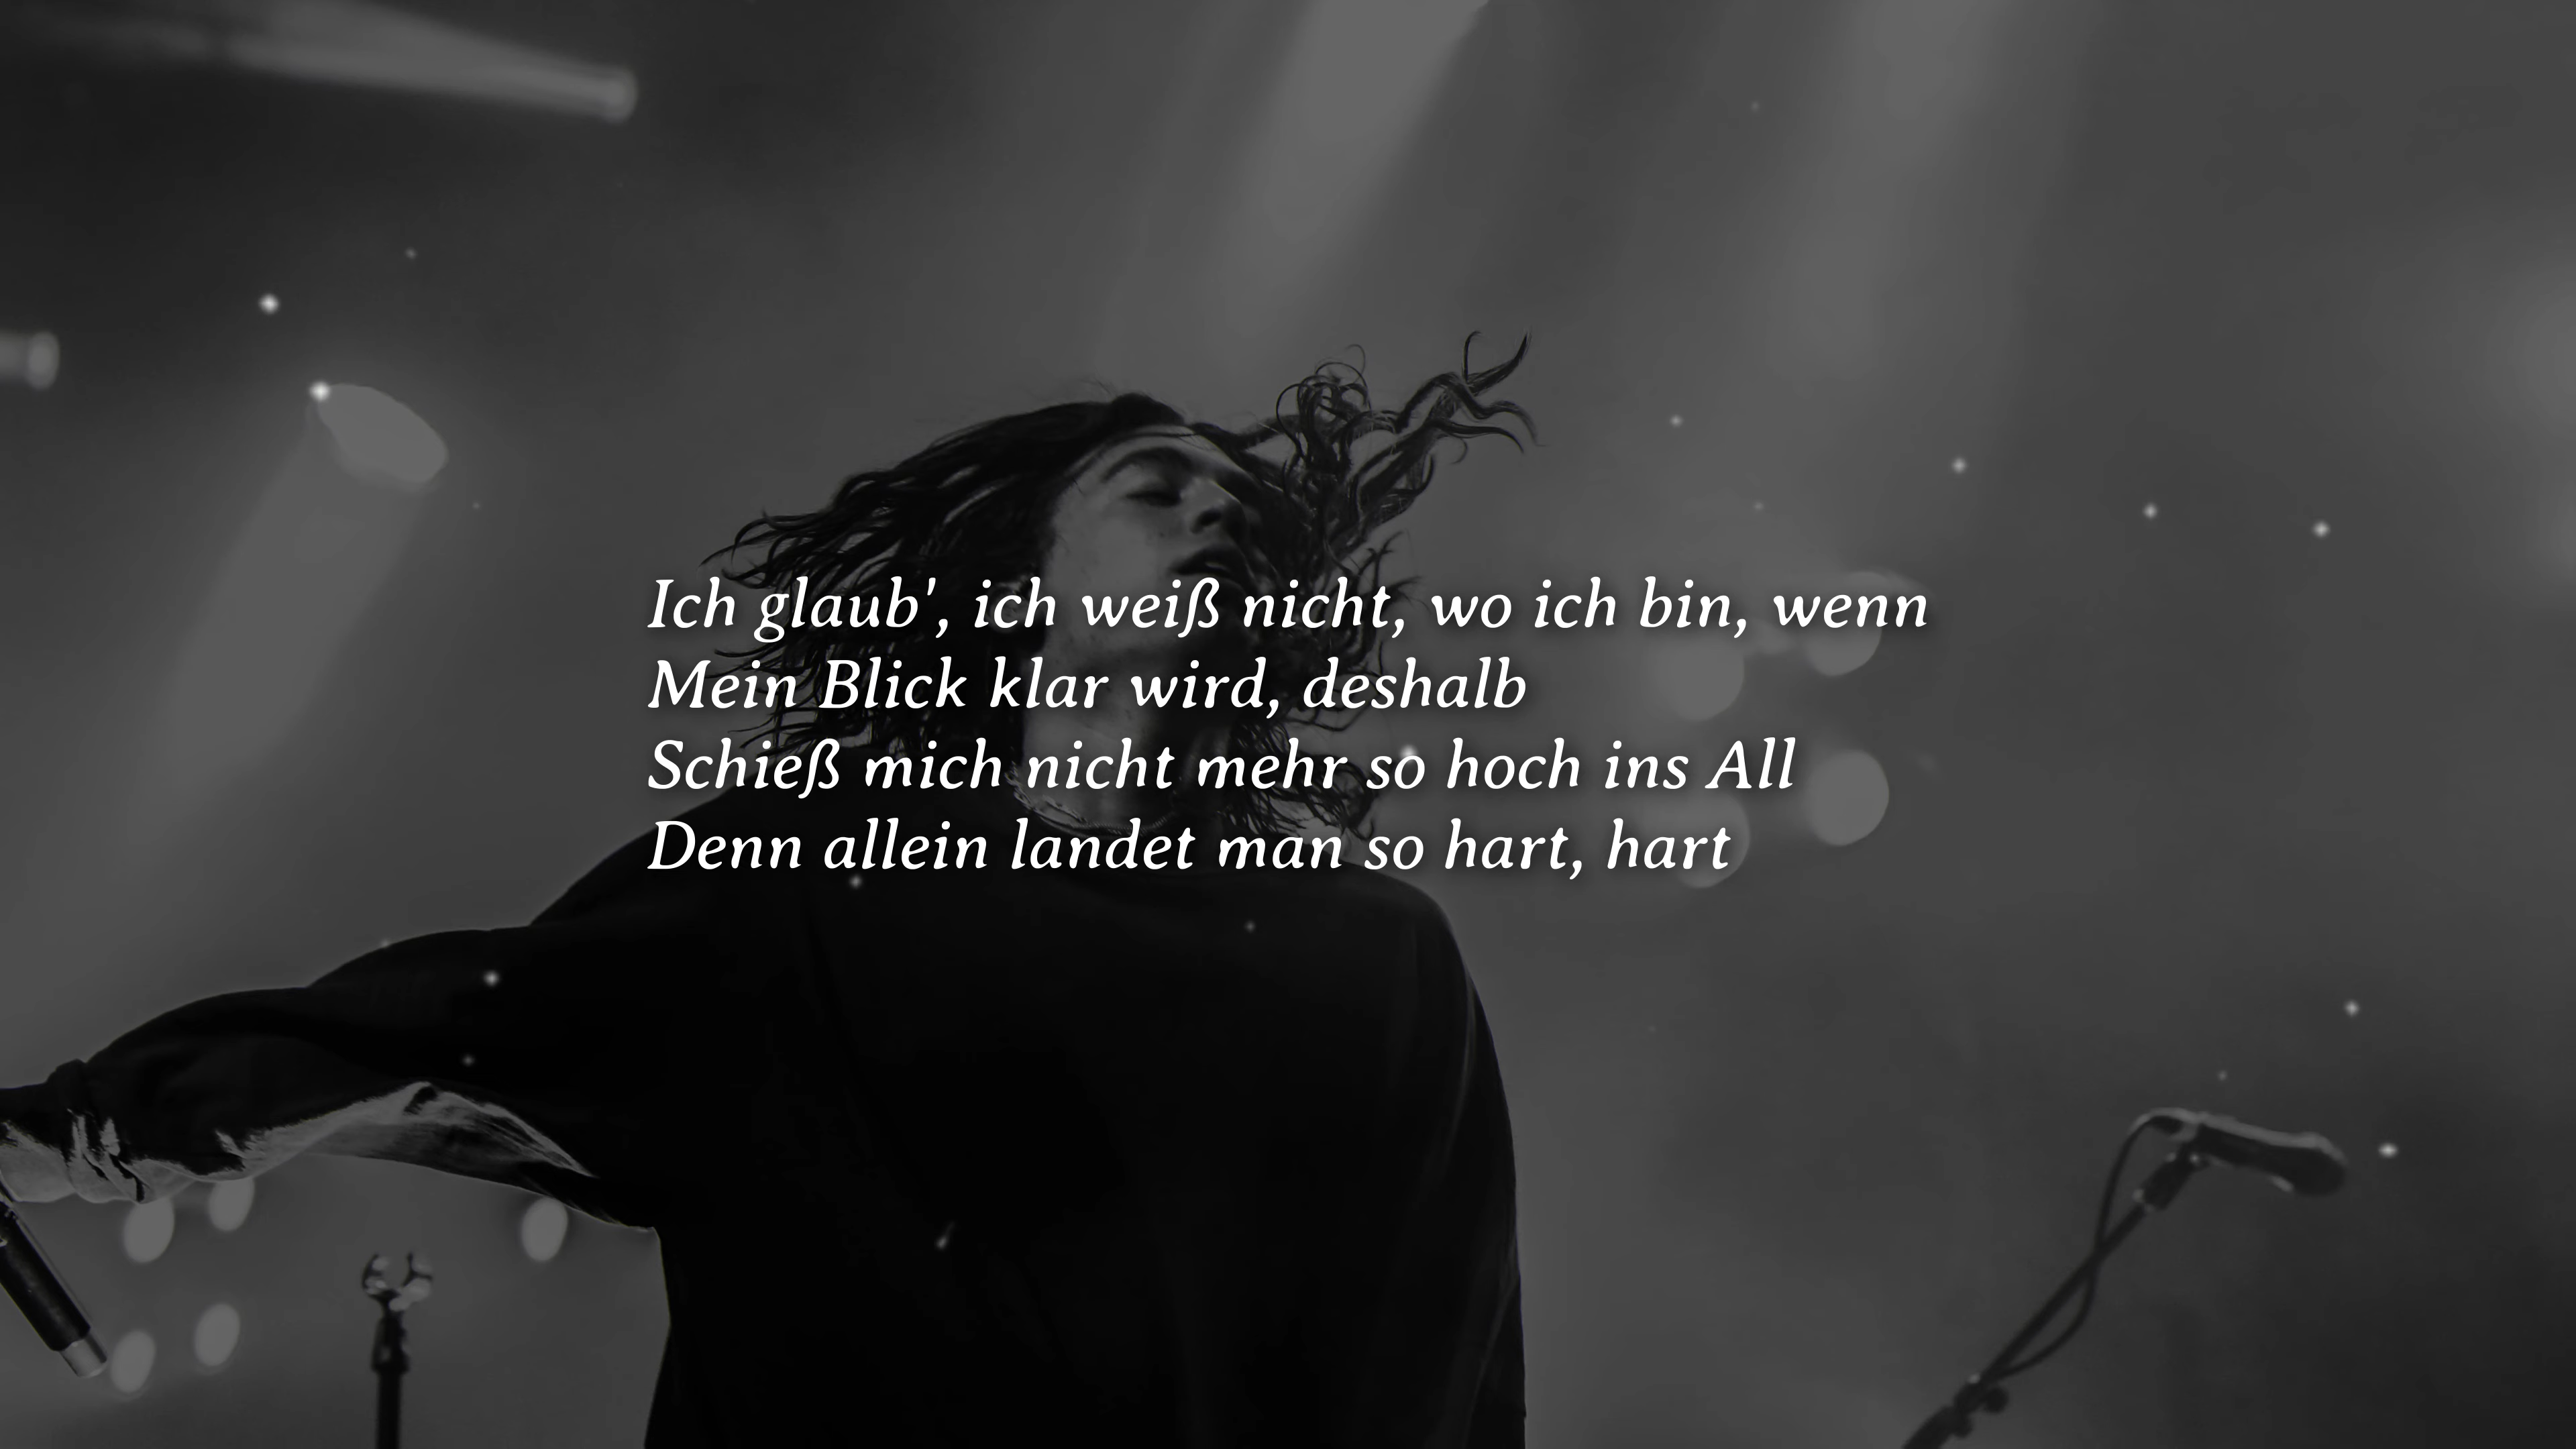 Ich glaub', ich weiß nicht, wo ich bin, wenn
Mein Blick klar wird, deshalb
Schieß mich nicht mehr so hoch ins All
Denn allein landet man so hart, hart